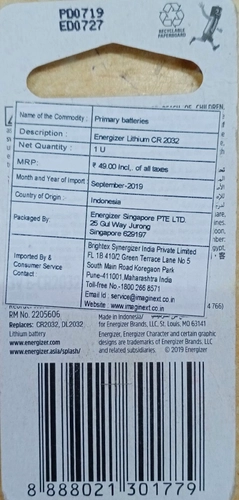 PD0719
ED0727
RECYCLABLE
PAPERBOARD
Name of the Commodity : Primary batteries
Description : Energizer Lithium CR 2032
Net Quantity : 1 U
MRP: ₹ 49.00 Incl., of all taxes
Month and Year of Import September-2019
Country of Origin : Indonesia
Packaged By: Energizer Singapore PTE LTD.
25 Gul Way Jurong
Singapore 629197
Imported By &
Consumer Service
Contact
Brightex Synergizer India Private Limited
FL 1B 410/2 Green Terrace Lane No 5
South Main Road Koregaon Park
Pune-411001,Maharashtra India
Toll-free No.-1800 266 8571
Email Id : service@imaginext.co.in
Website : www.imaginext.co.in
RM No. 2205606
Replaces: CR2032, DL2032
Lithium battery
www.energizer.com
www.energizer.asia/splash/
4766)
Made in Indonesia/
for Energizer Brands, LLC, St. Louis, MO 63141
Energizer, Energizer Character and certain graphic
designs are trademarks of Energizer Brands, LLC
and related subsidiaries. © 2019 Energizer
8 888021 301779